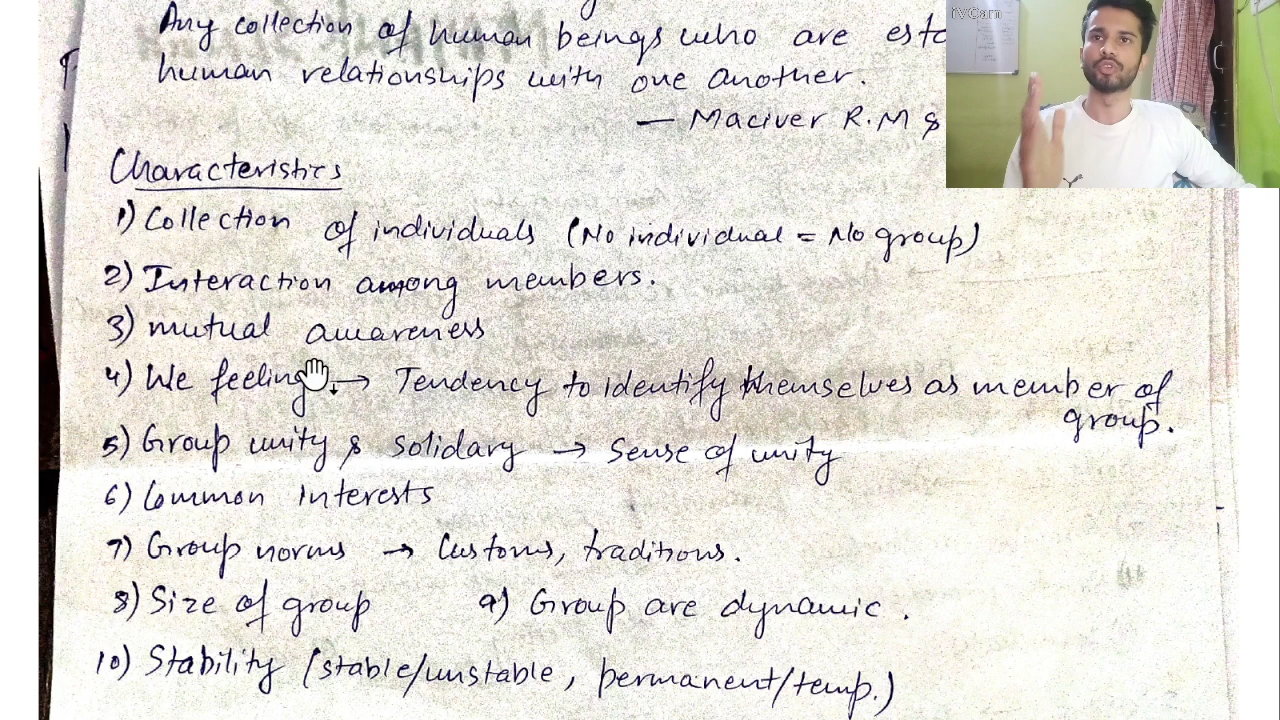 Any collection of human beings who are esta
human relationships with one another.
— Maciver R.M &
Characteristics
1) Collection of individuals (No individual = No group)
2) Interaction among members.
3) mutual awareness
4) We feeling → Tendency to identify themselves as member of
group.
5) Group unity & solidary → Sense of unity
6) Common interests
7) Group norms → Customs, traditions.
8) Size of group 9) Group are dynamic.
10) Stability (stable/unstable, permanent/temp.)